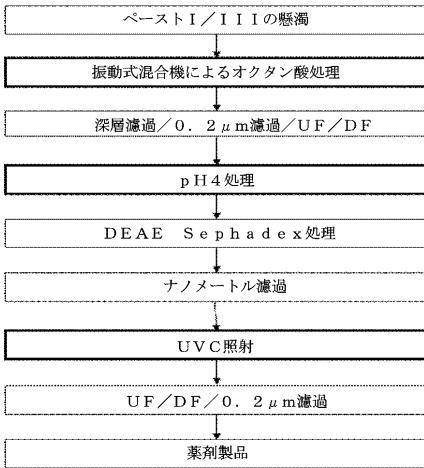 ペーストI/IIIの懸濁
振動式混合機によるオクタン酸処理
深層濾過/0.2μm濾過/UF/DF
pH4処理
DEAE Sephadex処理
ナノメートル濾過
UVC照射
UF/DF/0.2μm濾過
薬剤製品